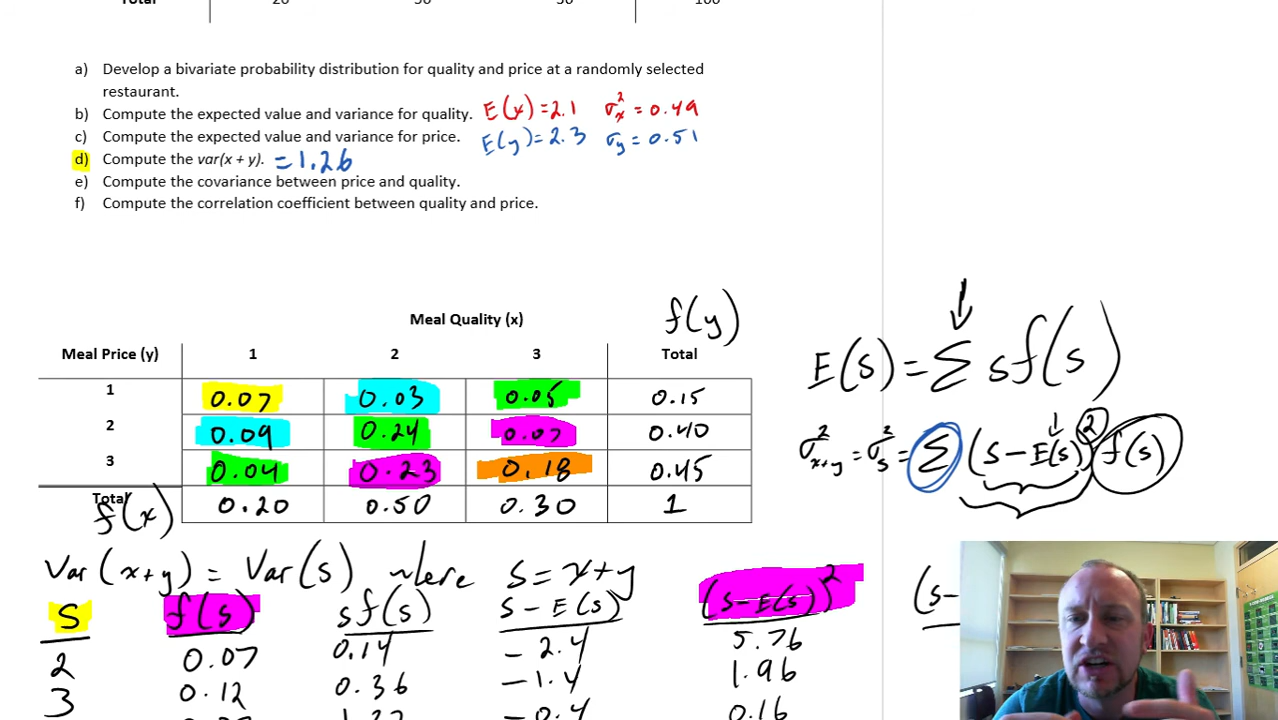 Total 20 50 30 100
a) Develop a bivariate probability distribution for quality and price at a randomly selected
restaurant.
b) Compute the expected value and variance for quality. E(x)=2.1 σ²x = 0.49
c) Compute the expected value and variance for price. E(y)=2.3 σy = 0.51
d) Compute the var(x + y). =1.26
e) Compute the covariance between price and quality.
f) Compute the correlation coefficient between quality and price.
Meal Quality (x) f(y)
Meal Price (y) 1 2 3 Total
1 0.07 0.03 0.05 0.15
2 0.09 0.24 0.07 0.40
3 0.04 0.23 0.18 0.45
Total 0.20 0.50 0.30 1
f(x)
E(s) = Σ s f(s)
σ²x+y = σ²s = Σ (s - E(s))² f(s)
Var(x+y) = Var(s) where s = x+y
s f(s) sf(s) s - E(s) (s-E(s))² (s-
2 0.07 0.14 -2.4 5.76
3 0.12 0.36 -1.4 1.96
-0.4 0.16